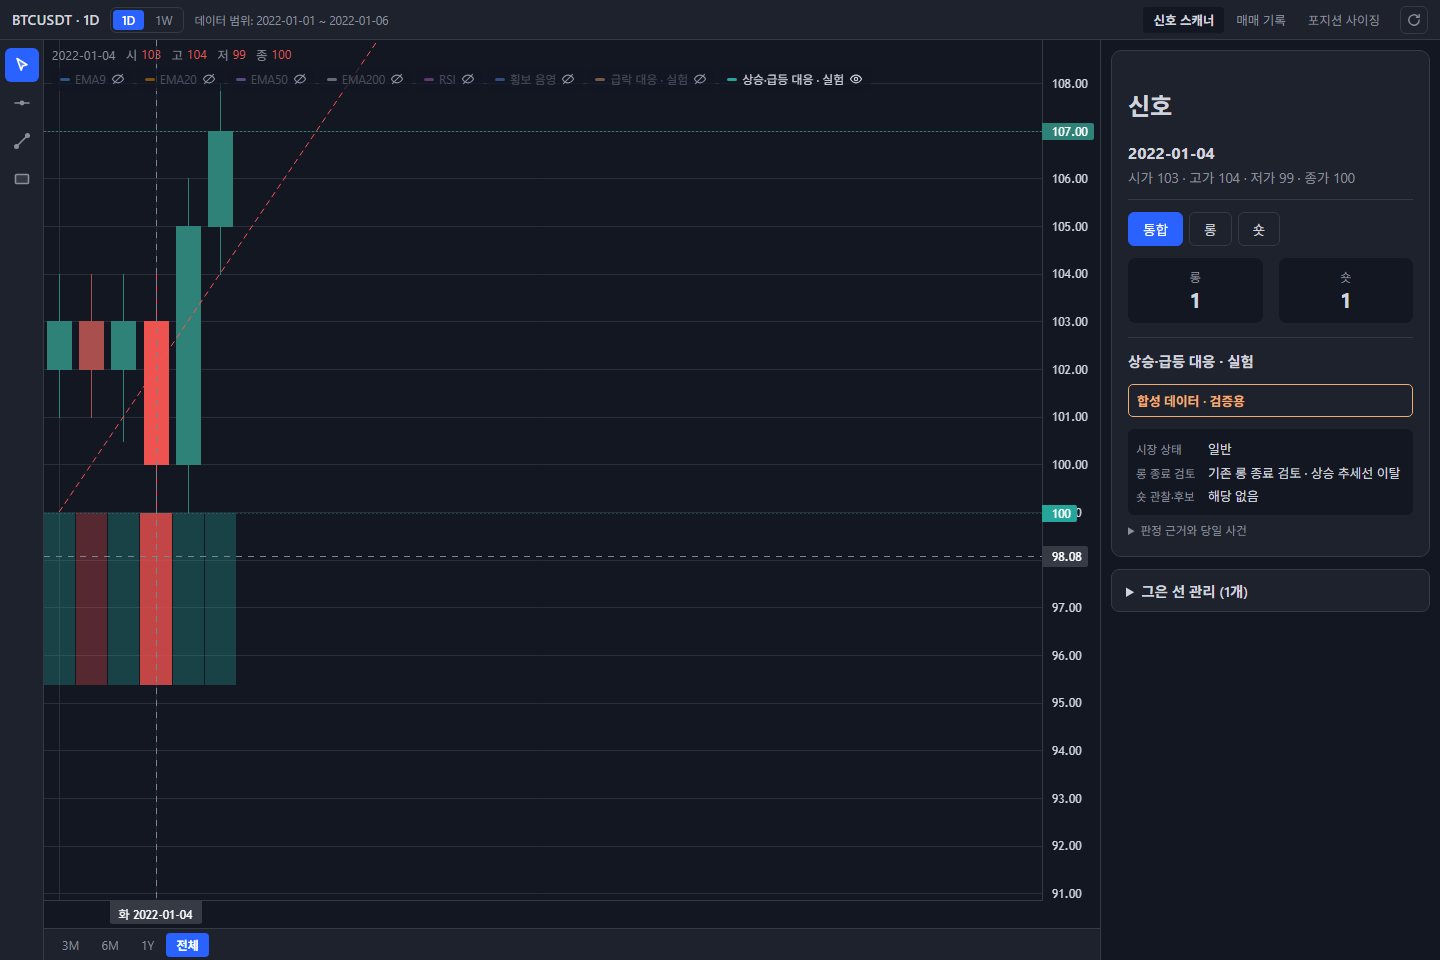 BTCUSDT · 1D 1D 1W 데이터 범위: 2022-01-01 ~ 2022-01-06 신호 스캐너 매매 기록 포지션 사이징
2022-01-04 시 103 고 104 저 99 종 100
EMA9 EMA20 EMA50 EMA200 RSI 횡보 음영 급락 대응 · 실험 상승·급등 대응 · 실험
108.00
107.00
106.00
105.00
104.00
103.00
102.00
101.00
100.00
100
98.08
97.00
96.00
95.00
94.00
93.00
92.00
91.00
화 2022-01-04
3M 6M 1Y 전체
신호
2022-01-04
시가 103 · 고가 104 · 저가 99 · 종가 100
통합 롱 숏
롱 숏
1 1
상승·급등 대응 · 실험
합성 데이터 · 검증용
시장 상태 일반
롱 종료 검토 기존 롱 종료 검토 · 상승 추세선 이탈
숏 관찰·후보 해당 없음
▶ 판정 근거와 당일 사건
▶ 그은 선 관리 (1개)